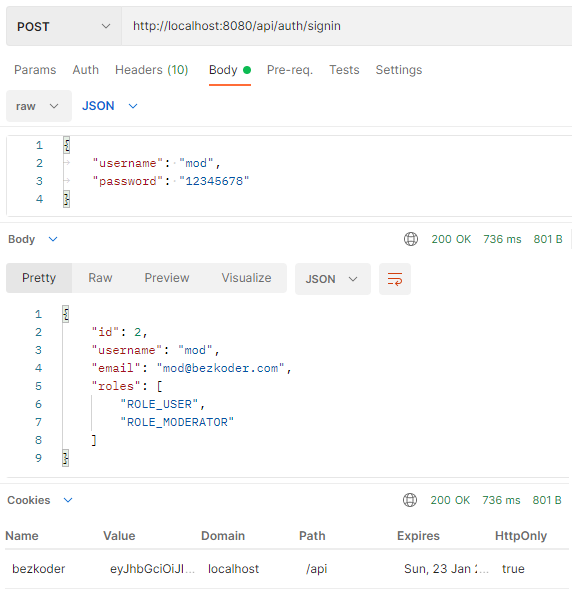 POST http://localhost:8080/api/auth/signin
Params Auth Headers (10) Body Pre-req. Tests Settings
raw JSON
1 {
2 "username": "mod",
3 "password": "12345678"
4 }
Body 200 OK 736 ms 801 B
Pretty Raw Preview Visualize JSON
1 {
2 "id": 2,
3 "username": "mod",
4 "email": "mod@bezkoder.com",
5 "roles": [
6 "ROLE_USER",
7 "ROLE_MODERATOR"
8 ]
9 }
Cookies 200 OK 736 ms 801 B
Name Value Domain Path Expires HttpOnly
bezkoder eyJhbGciOiJI... localhost /api Sun, 23 Jan 2... true